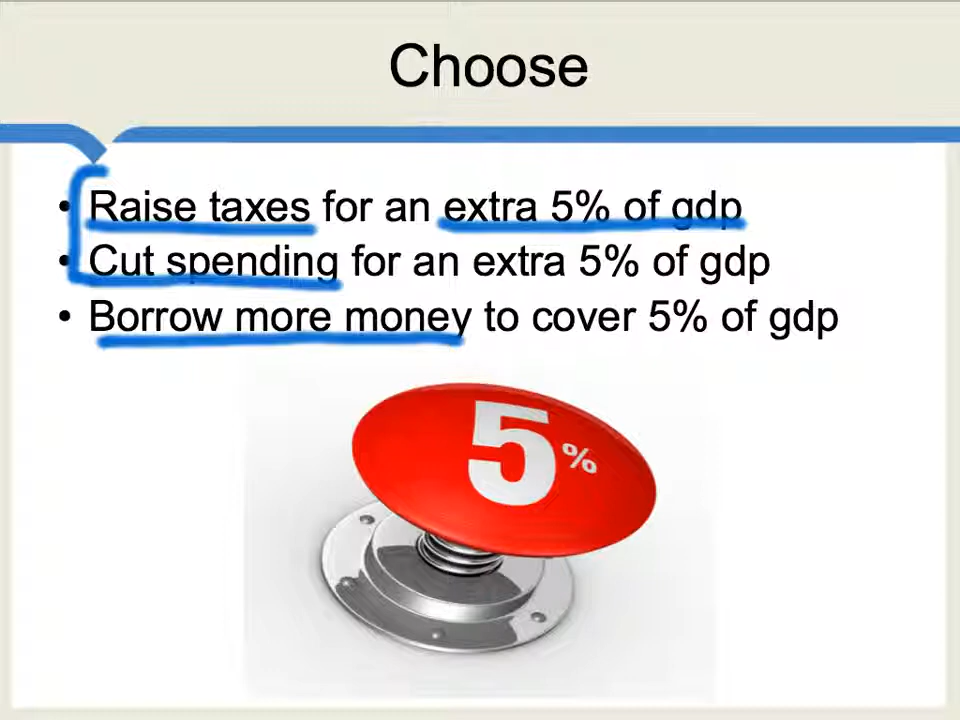 Choose
• Raise taxes for an extra 5% of gdp
• Cut spending for an extra 5% of gdp
• Borrow more money to cover 5% of gdp
5%